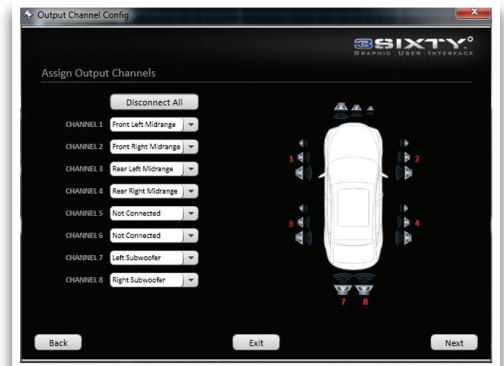 Output Channel Config
3SIXTY.°
GRAPHIC USER INTERFACE
Assign Output Channels
Disconnect All
CHANNEL 1 Front Left Midrange
CHANNEL 2 Front Right Midrange
CHANNEL 3 Rear Left Midrange
CHANNEL 4 Rear Right Midrange
CHANNEL 5 Not Connected
CHANNEL 6 Not Connected
CHANNEL 7 Left Subwoofer
CHANNEL 8 Right Subwoofer
1 2
3 4
7 8
Back Exit Next